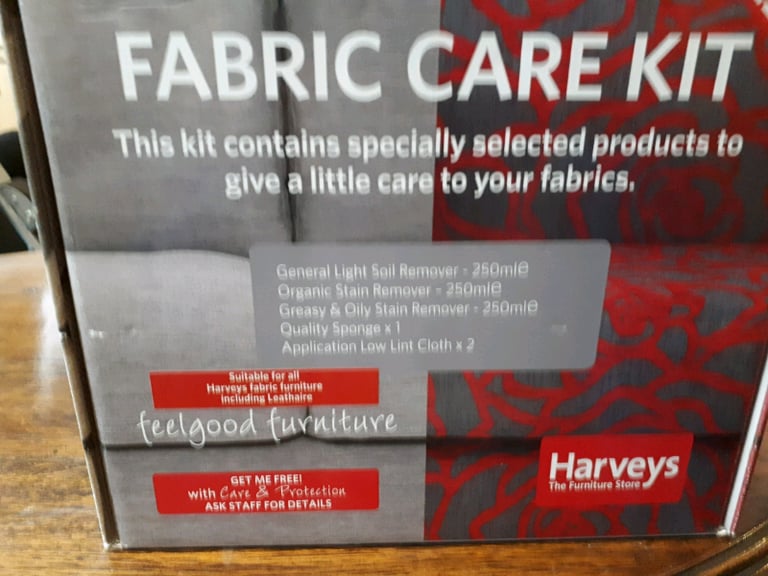 FABRIC CARE KIT
This kit contains specially selected products to
give a little care to your fabrics.
General Light Soil Remover - 250mle
Organic Stain Remover - 250mle
Greasy & Oily Stain Remover - 250mle
Quality Sponge x 1
Application Low Lint Cloth x 2
Suitable for all
Harveys fabric furniture
including Leathaire
feelgood furniture
GET ME FREE!
with Care & Protection
ASK STAFF FOR DETAILS
Harveys
The Furniture Store